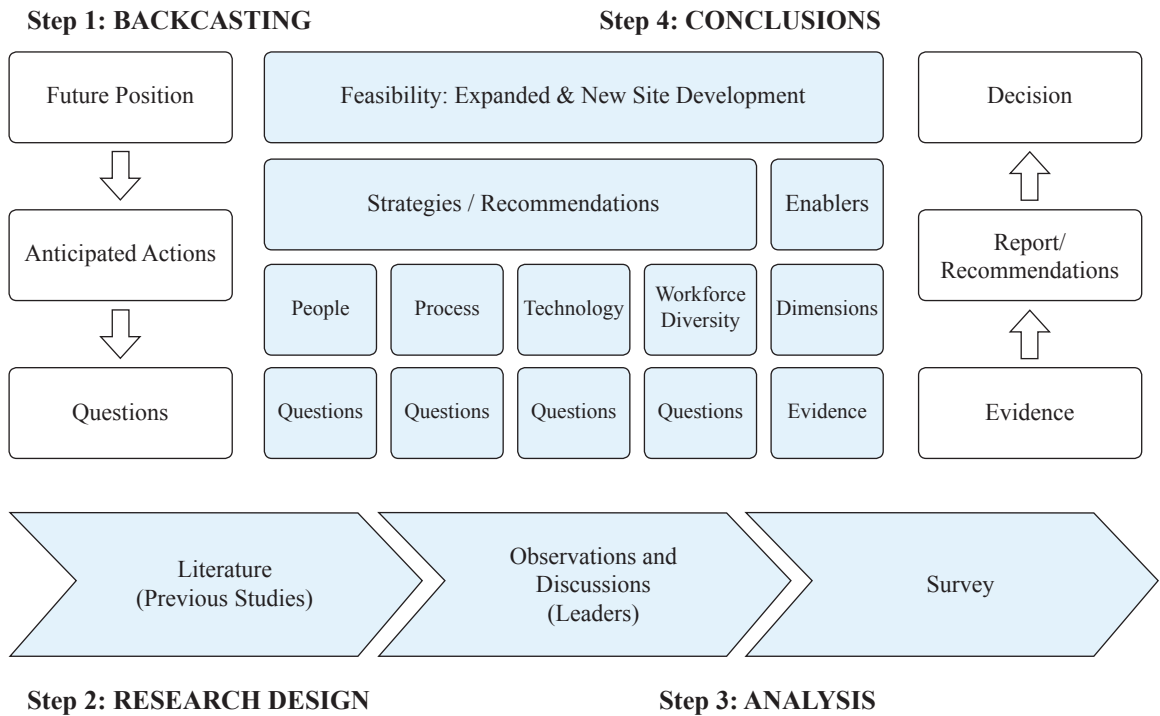 Step 1: BACKCASTING
Step 4: CONCLUSIONS
Future Position
Feasibility: Expanded & New Site Development
Decision
Strategies / Recommendations
Enablers
Anticipated Actions
Report/
Recommendations
People
Process
Technology
Workforce
Diversity
Dimensions
Questions
Questions
Questions
Questions
Questions
Evidence
Evidence
Literature
(Previous Studies)
Observations and
Discussions
(Leaders)
Survey
Step 2: RESEARCH DESIGN
Step 3: ANALYSIS